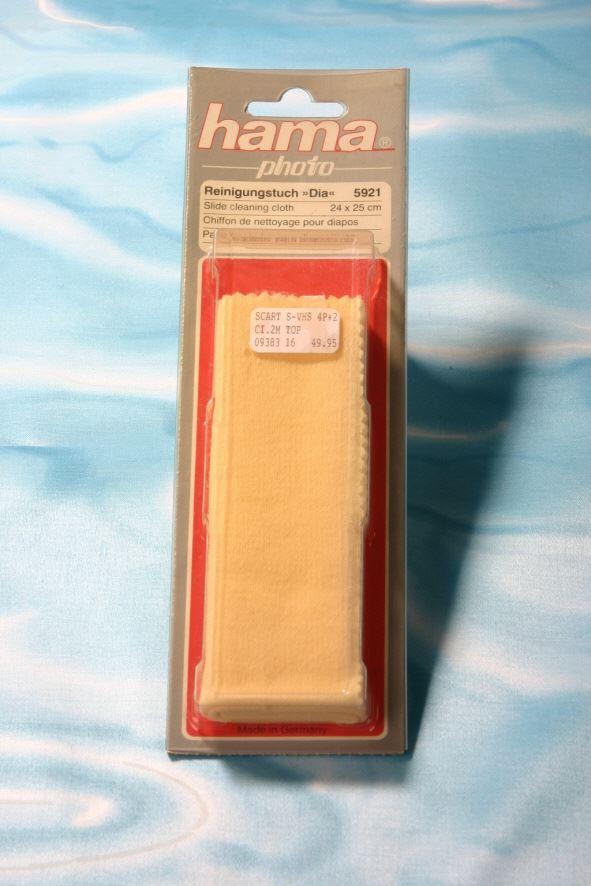 hama®
photo
Reinigungstuch »Dia« 5921
Slide cleaning cloth 24 x 25 cm
Chiffon de nettoyage pour diapos
SCART S-VHS 4P+2
CI.2M TOP
09383 16 49.95
Made in Germany